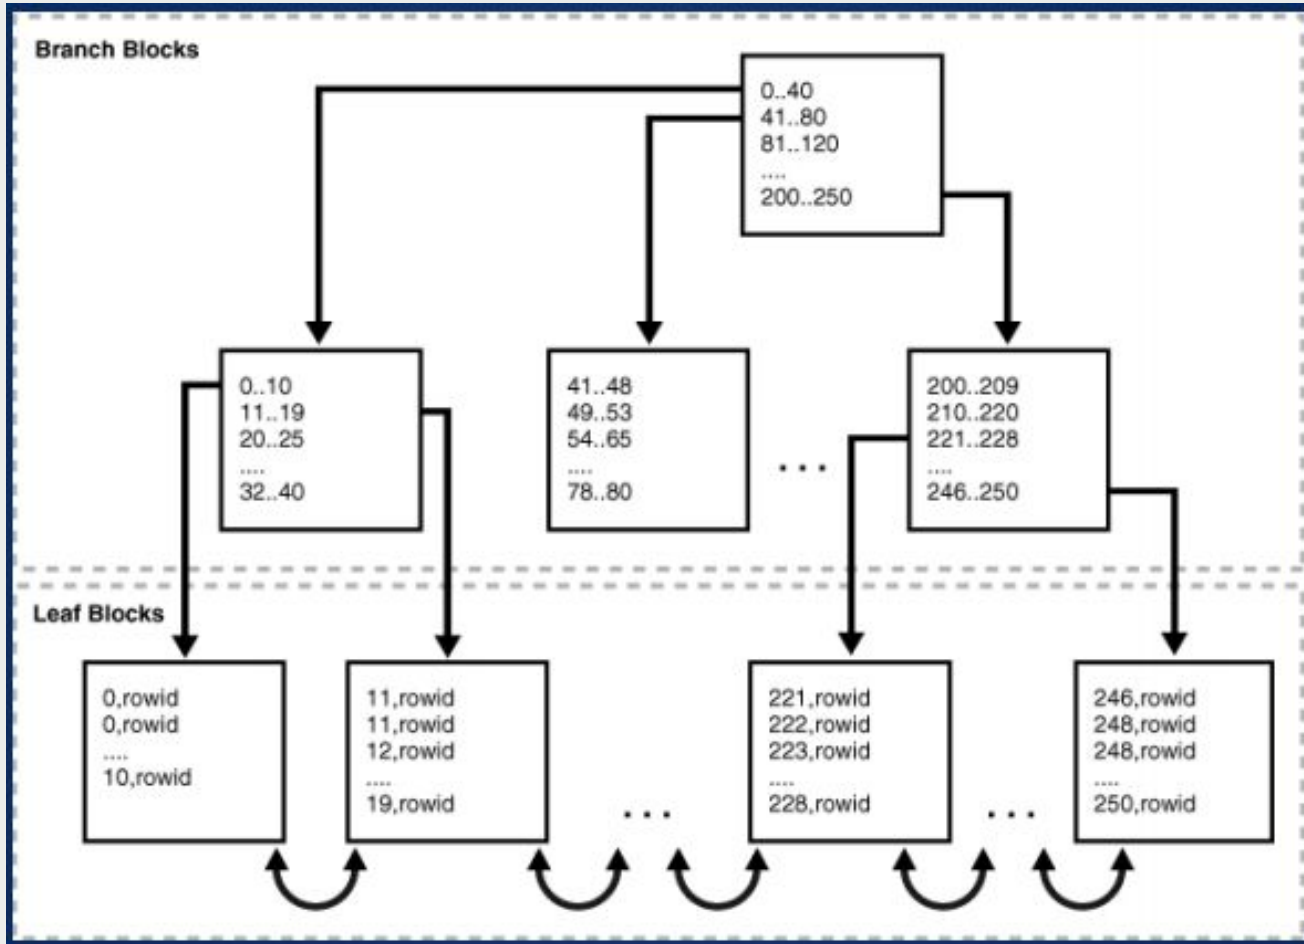 Branch Blocks
0..40
41..80
81..120
....
200..250
0..10
11..19
20..25
....
32..40
41..48
49..53
54..65
....
78..80
...
200..209
210..220
221..228
....
246..250
Leaf Blocks
0,rowid
0,rowid
....
10,rowid
11,rowid
11,rowid
12,rowid
....
19,rowid
...
221,rowid
222,rowid
223,rowid
....
228,rowid
...
246,rowid
248,rowid
248,rowid
....
250,rowid